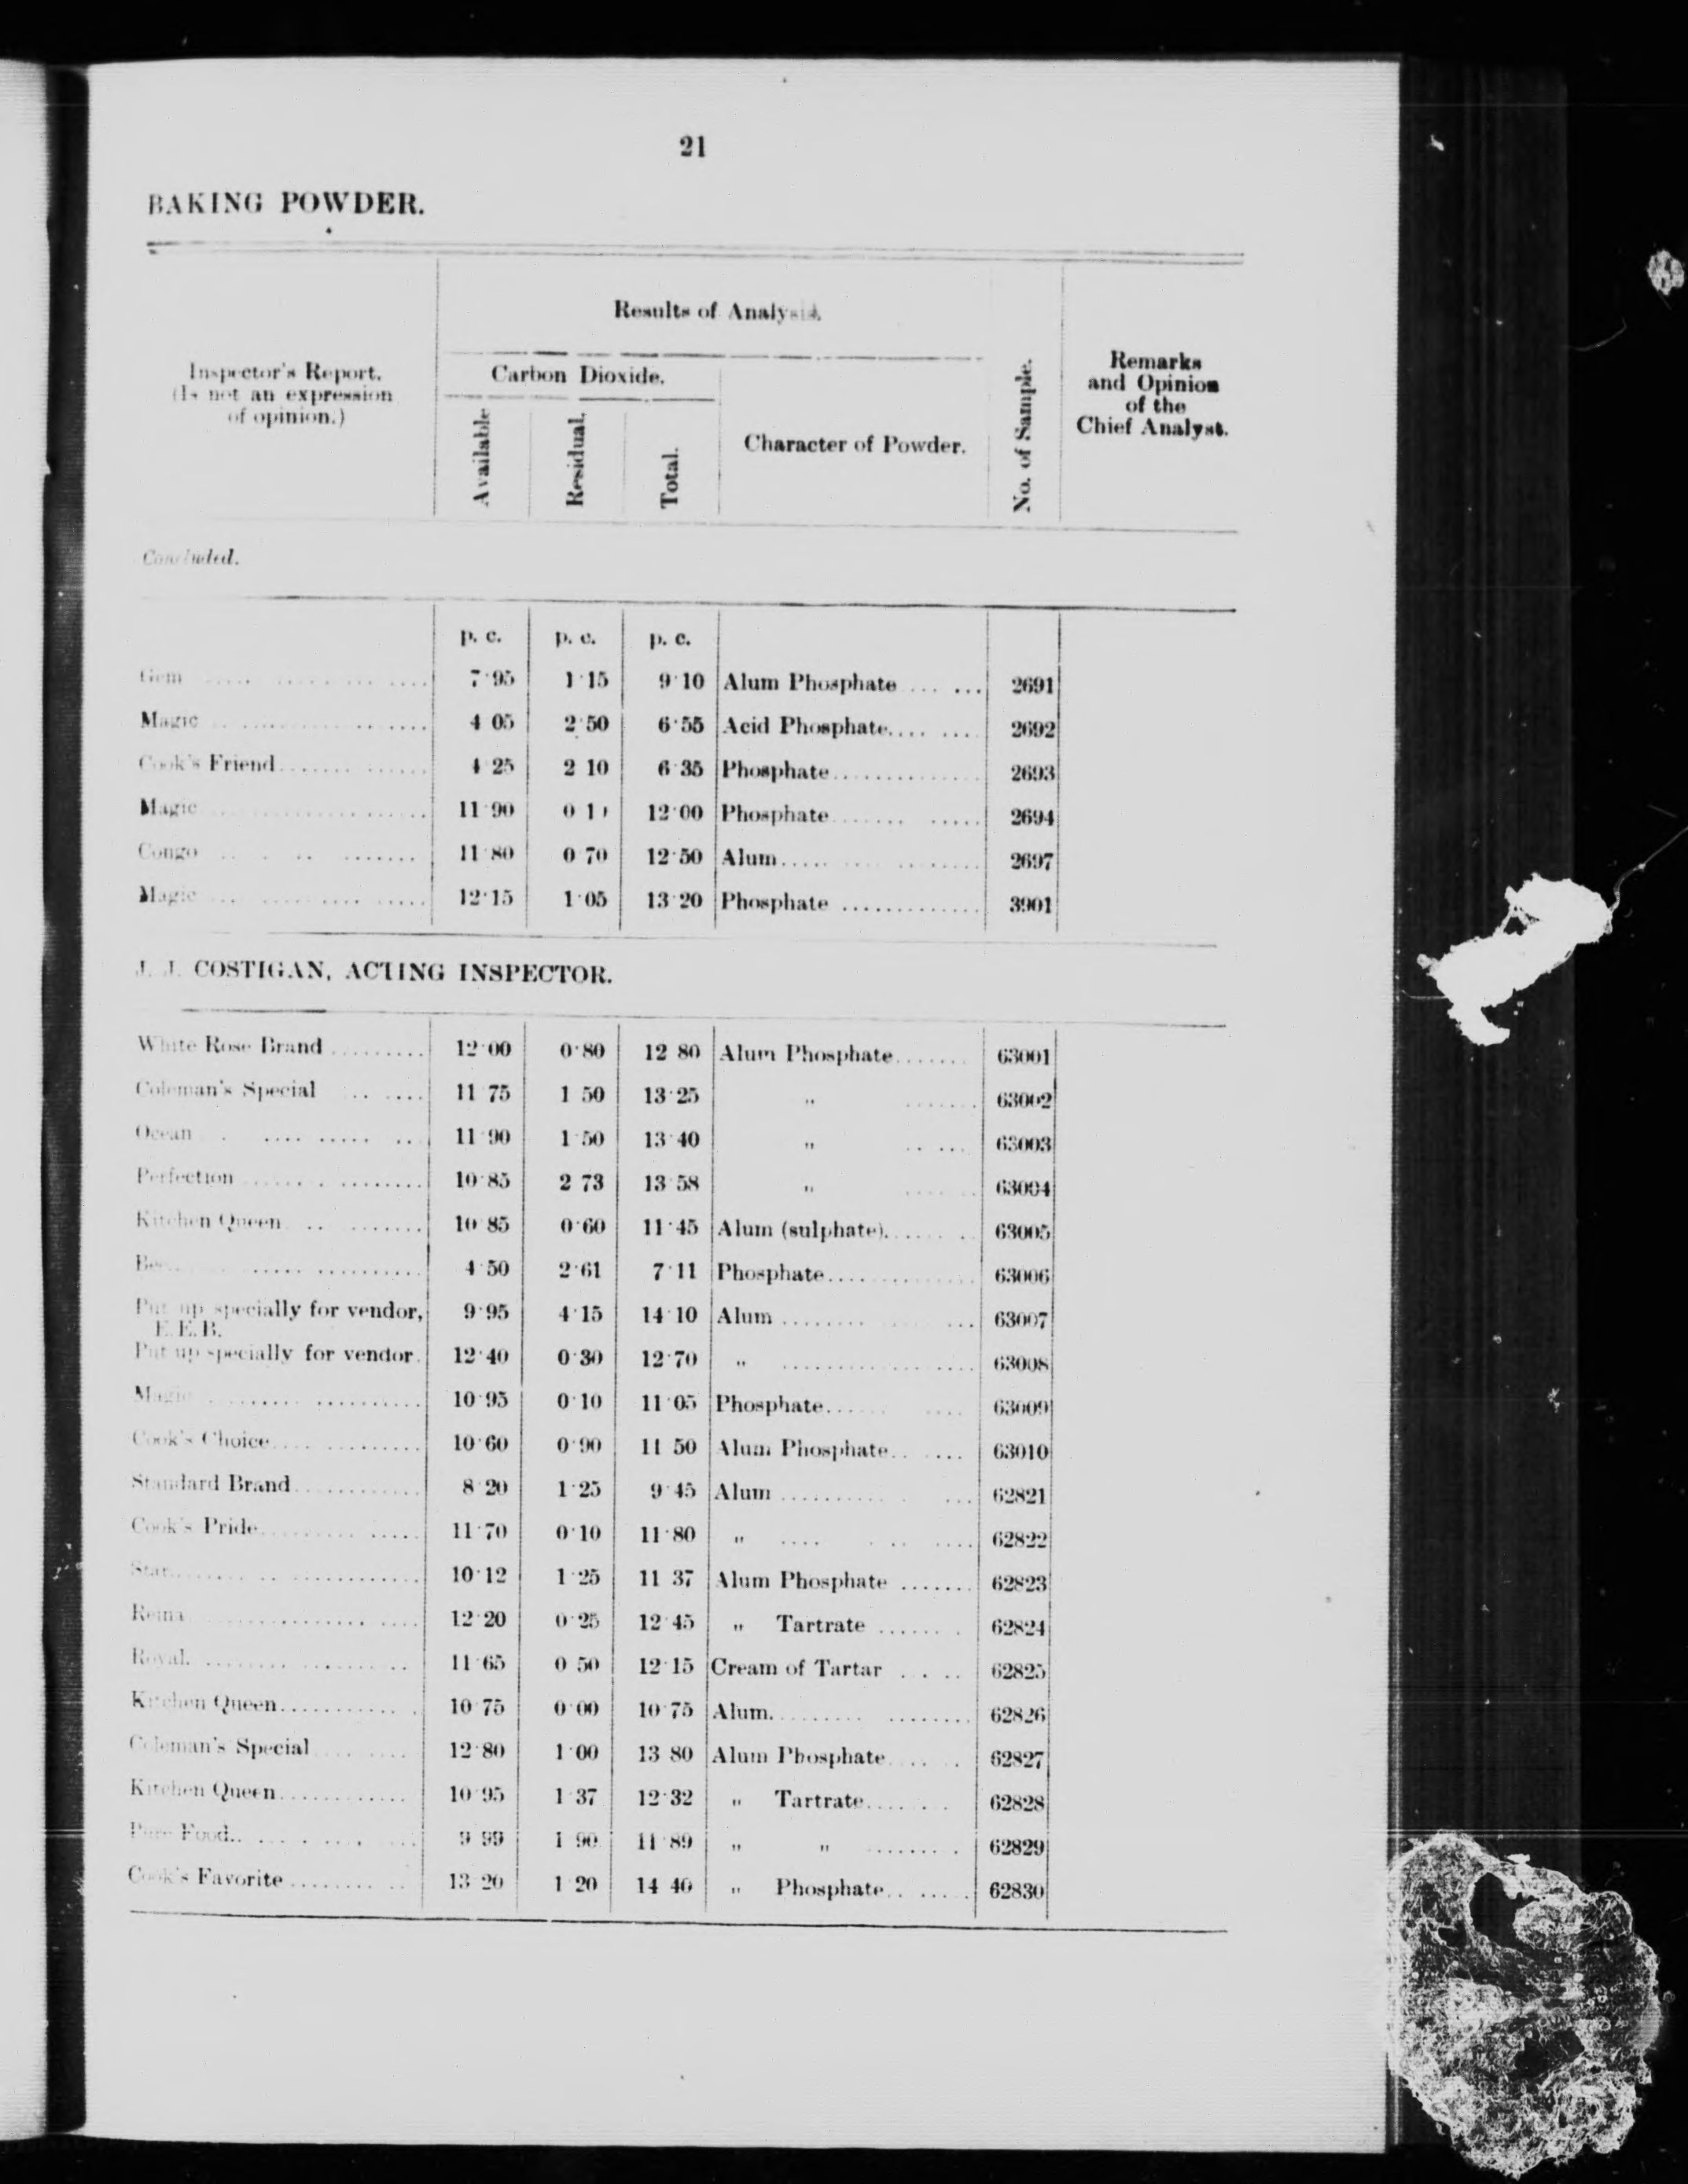 21
BAKING POWDER.
Results of Analysis.
Inspector's Report.
(Is not an expression
of opinion.)
Carbon Dioxide.
Available
Residual.
Total.
Character of Powder.
No. of Sample.
Remarks
and Opinion
of the
Chief Analyst.
Concluded.
p. c. p. c. p. c.
Gem 7·95 1·15 9·10 Alum Phosphate 2691
Magic 4 05 2·50 6·55 Acid Phosphate 2692
Cook's Friend 4 25 2 10 6·35 Phosphate 2693
Magic 11·90 12·00 Phosphate 2694
Congo 11·80 0 70 12·50 Alum 2697
Magic 12·15 1·05 13·20 Phosphate 3901
J. J. COSTIGAN, ACTING INSPECTOR.
White Rose Brand 12·00 0·80 12 80 Alum Phosphate 63001
Coleman's Special 11 75 1 50 13·25 " 63002
Ocean 11·90 1·50 13·40 " 63003
Perfection 10·85 2 73 13·58 " 63004
Kitchen Queen 10 85 0·60 11·45 Alum (sulphate) 63005
Bee 4·50 2·61 7·11 Phosphate 63006
Put up specially for vendor, 9·95 4·15 14·10 Alum 63007
E. E. B.
Put up specially for vendor. 12·40 0·30 12·70 " 63008
Magic 10·95 0·10 11·05 Phosphate 63009
Cook's Choice 10·60 0·90 11 50 Alum Phosphate 63010
Standard Brand 8 20 1·25 9·45 Alum 62821
Cook's Pride 11·70 0·10 11·80 " 62822
Star 10·12 1·25 11 37 Alum Phosphate 62823
Reina 12·20 0·25 12·45 " Tartrate 62824
Royal. 11·65 0 50 12·15 Cream of Tartar 62825
Kitchen Queen 10 75 0·00 10·75 Alum. 62826
Coleman's Special 12·80 1·00 13 80 Alum Phosphate 62827
Kitchen Queen 10·95 1·37 12·32 " Tartrate 62828
Pure Food 9 99 1 90 11·89 " " 62829
Cook's Favorite 13·20 1 20 14 40 " Phosphate 62830